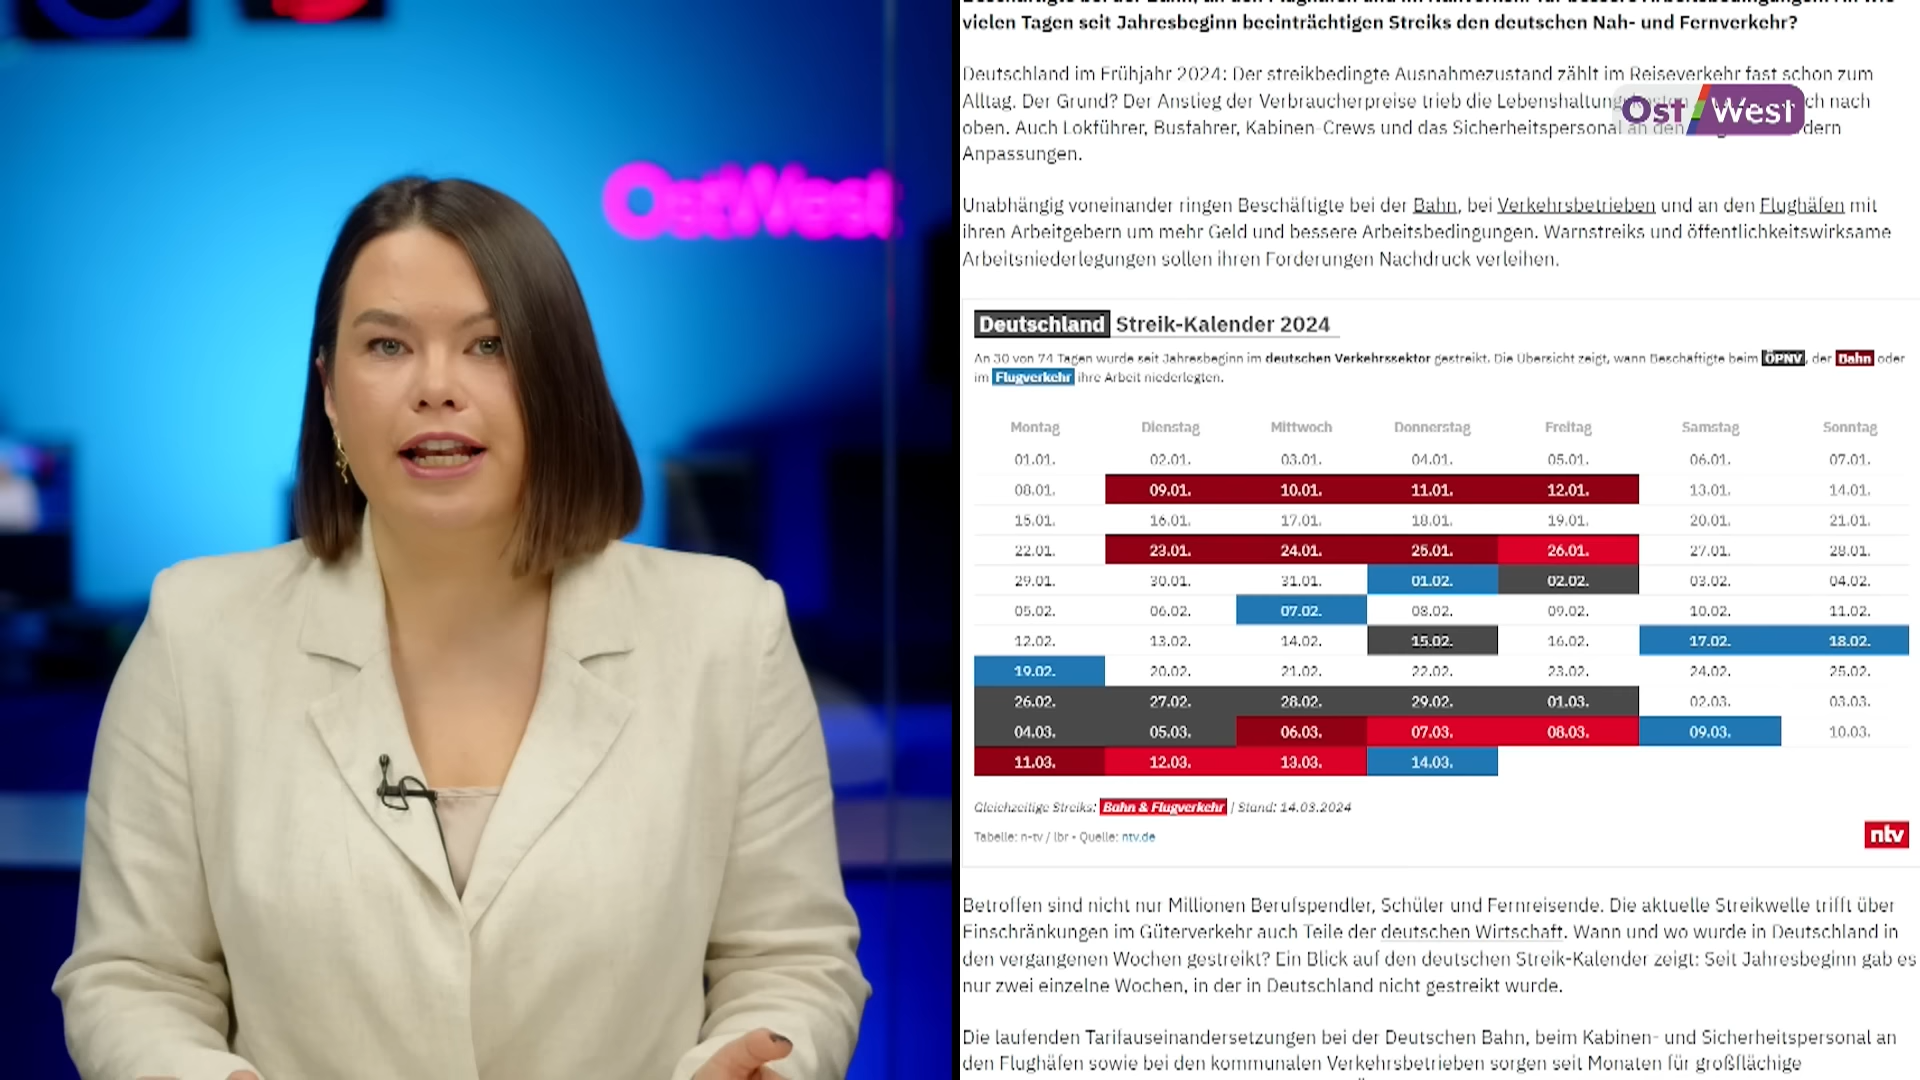 OstWest
vielen Tagen seit Jahresbeginn beeinträchtigen Streiks den deutschen Nah- und Fernverkehr?
Deutschland im Frühjahr 2024: Der streikbedingte Ausnahmezustand zählt im Reiseverkehr fast schon zum
Alltag. Der Grund? Der Anstieg der Verbraucherpreise trieb die Lebenshaltung ch nach
oben. Auch Lokführer, Busfahrer, Kabinen-Crews und das Sicherheitspersonal an den dern
Anpassungen.
Ost/West
Unabhängig voneinander ringen Beschäftigte bei der Bahn, bei Verkehrsbetrieben und an den Flughäfen mit
ihren Arbeitgebern um mehr Geld und bessere Arbeitsbedingungen. Warnstreiks und öffentlichkeitswirksame
Arbeitsniederlegungen sollen ihren Forderungen Nachdruck verleihen.
Deutschland Streik-Kalender 2024
An 30 von 74 Tagen wurde seit Jahresbeginn im deutschen Verkehrssektor gestreikt. Die Übersicht zeigt, wann Beschäftigte beim ÖPNV, der Bahn oder
im Flugverkehr ihre Arbeit niederlegten.
Montag Dienstag Mittwoch Donnerstag Freitag Samstag Sonntag
01.01. 02.01. 03.01. 04.01. 05.01. 06.01. 07.01.
08.01. 09.01. 10.01. 11.01. 12.01. 13.01. 14.01.
15.01. 16.01. 17.01. 18.01. 19.01. 20.01. 21.01.
22.01. 23.01. 24.01. 25.01. 26.01. 27.01. 28.01.
29.01. 30.01. 31.01. 01.02. 02.02. 03.02. 04.02.
05.02. 06.02. 07.02. 08.02. 09.02. 10.02. 11.02.
12.02. 13.02. 14.02. 15.02. 16.02. 17.02. 18.02.
19.02. 20.02. 21.02. 22.02. 23.02. 24.02. 25.02.
26.02. 27.02. 28.02. 29.02. 01.03. 02.03. 03.03.
04.03. 05.03. 06.03. 07.03. 08.03. 09.03. 10.03.
11.03. 12.03. 13.03. 14.03.
Gleichzeitige Streiks: Bahn & Flugverkehr | Stand: 14.03.2024
Tabelle: n-tv / lbr • Quelle: ntv.de
ntv
Betroffen sind nicht nur Millionen Berufspendler, Schüler und Fernreisende. Die aktuelle Streikwelle trifft über
Einschränkungen im Güterverkehr auch Teile der deutschen Wirtschaft. Wann und wo wurde in Deutschland in
den vergangenen Wochen gestreikt? Ein Blick auf den deutschen Streik-Kalender zeigt: Seit Jahresbeginn gab es
nur zwei einzelne Wochen, in der in Deutschland nicht gestreikt wurde.
Die laufenden Tarifauseinandersetzungen bei der Deutschen Bahn, beim Kabinen- und Sicherheitspersonal an
den Flughäfen sowie bei den kommunalen Verkehrsbetrieben sorgen seit Monaten für großflächige